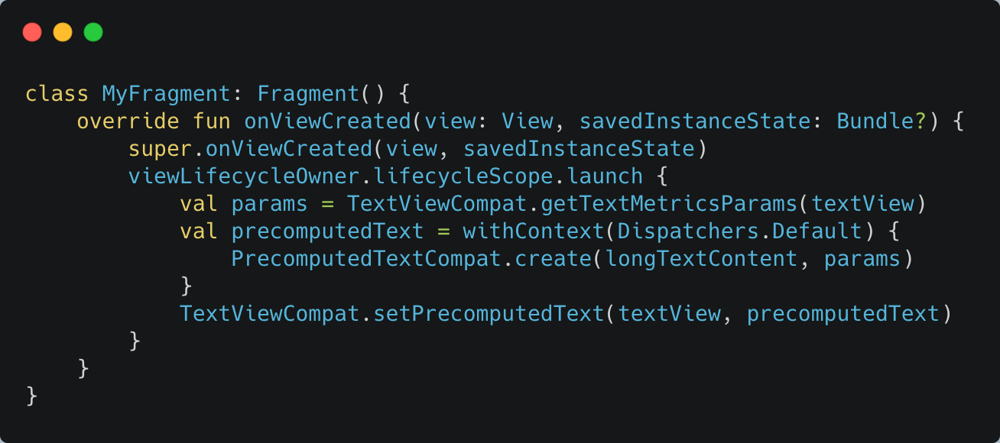 class MyFragment: Fragment() {
    override fun onViewCreated(view: View, savedInstanceState: Bundle?) {
        super.onViewCreated(view, savedInstanceState)
        viewLifecycleOwner.lifecycleScope.launch {
            val params = TextViewCompat.getTextMetricsParams(textView)
            val precomputedText = withContext(Dispatchers.Default) {
                PrecomputedTextCompat.create(longTextContent, params)
            }
            TextViewCompat.setPrecomputedText(textView, precomputedText)
        }
    }
}